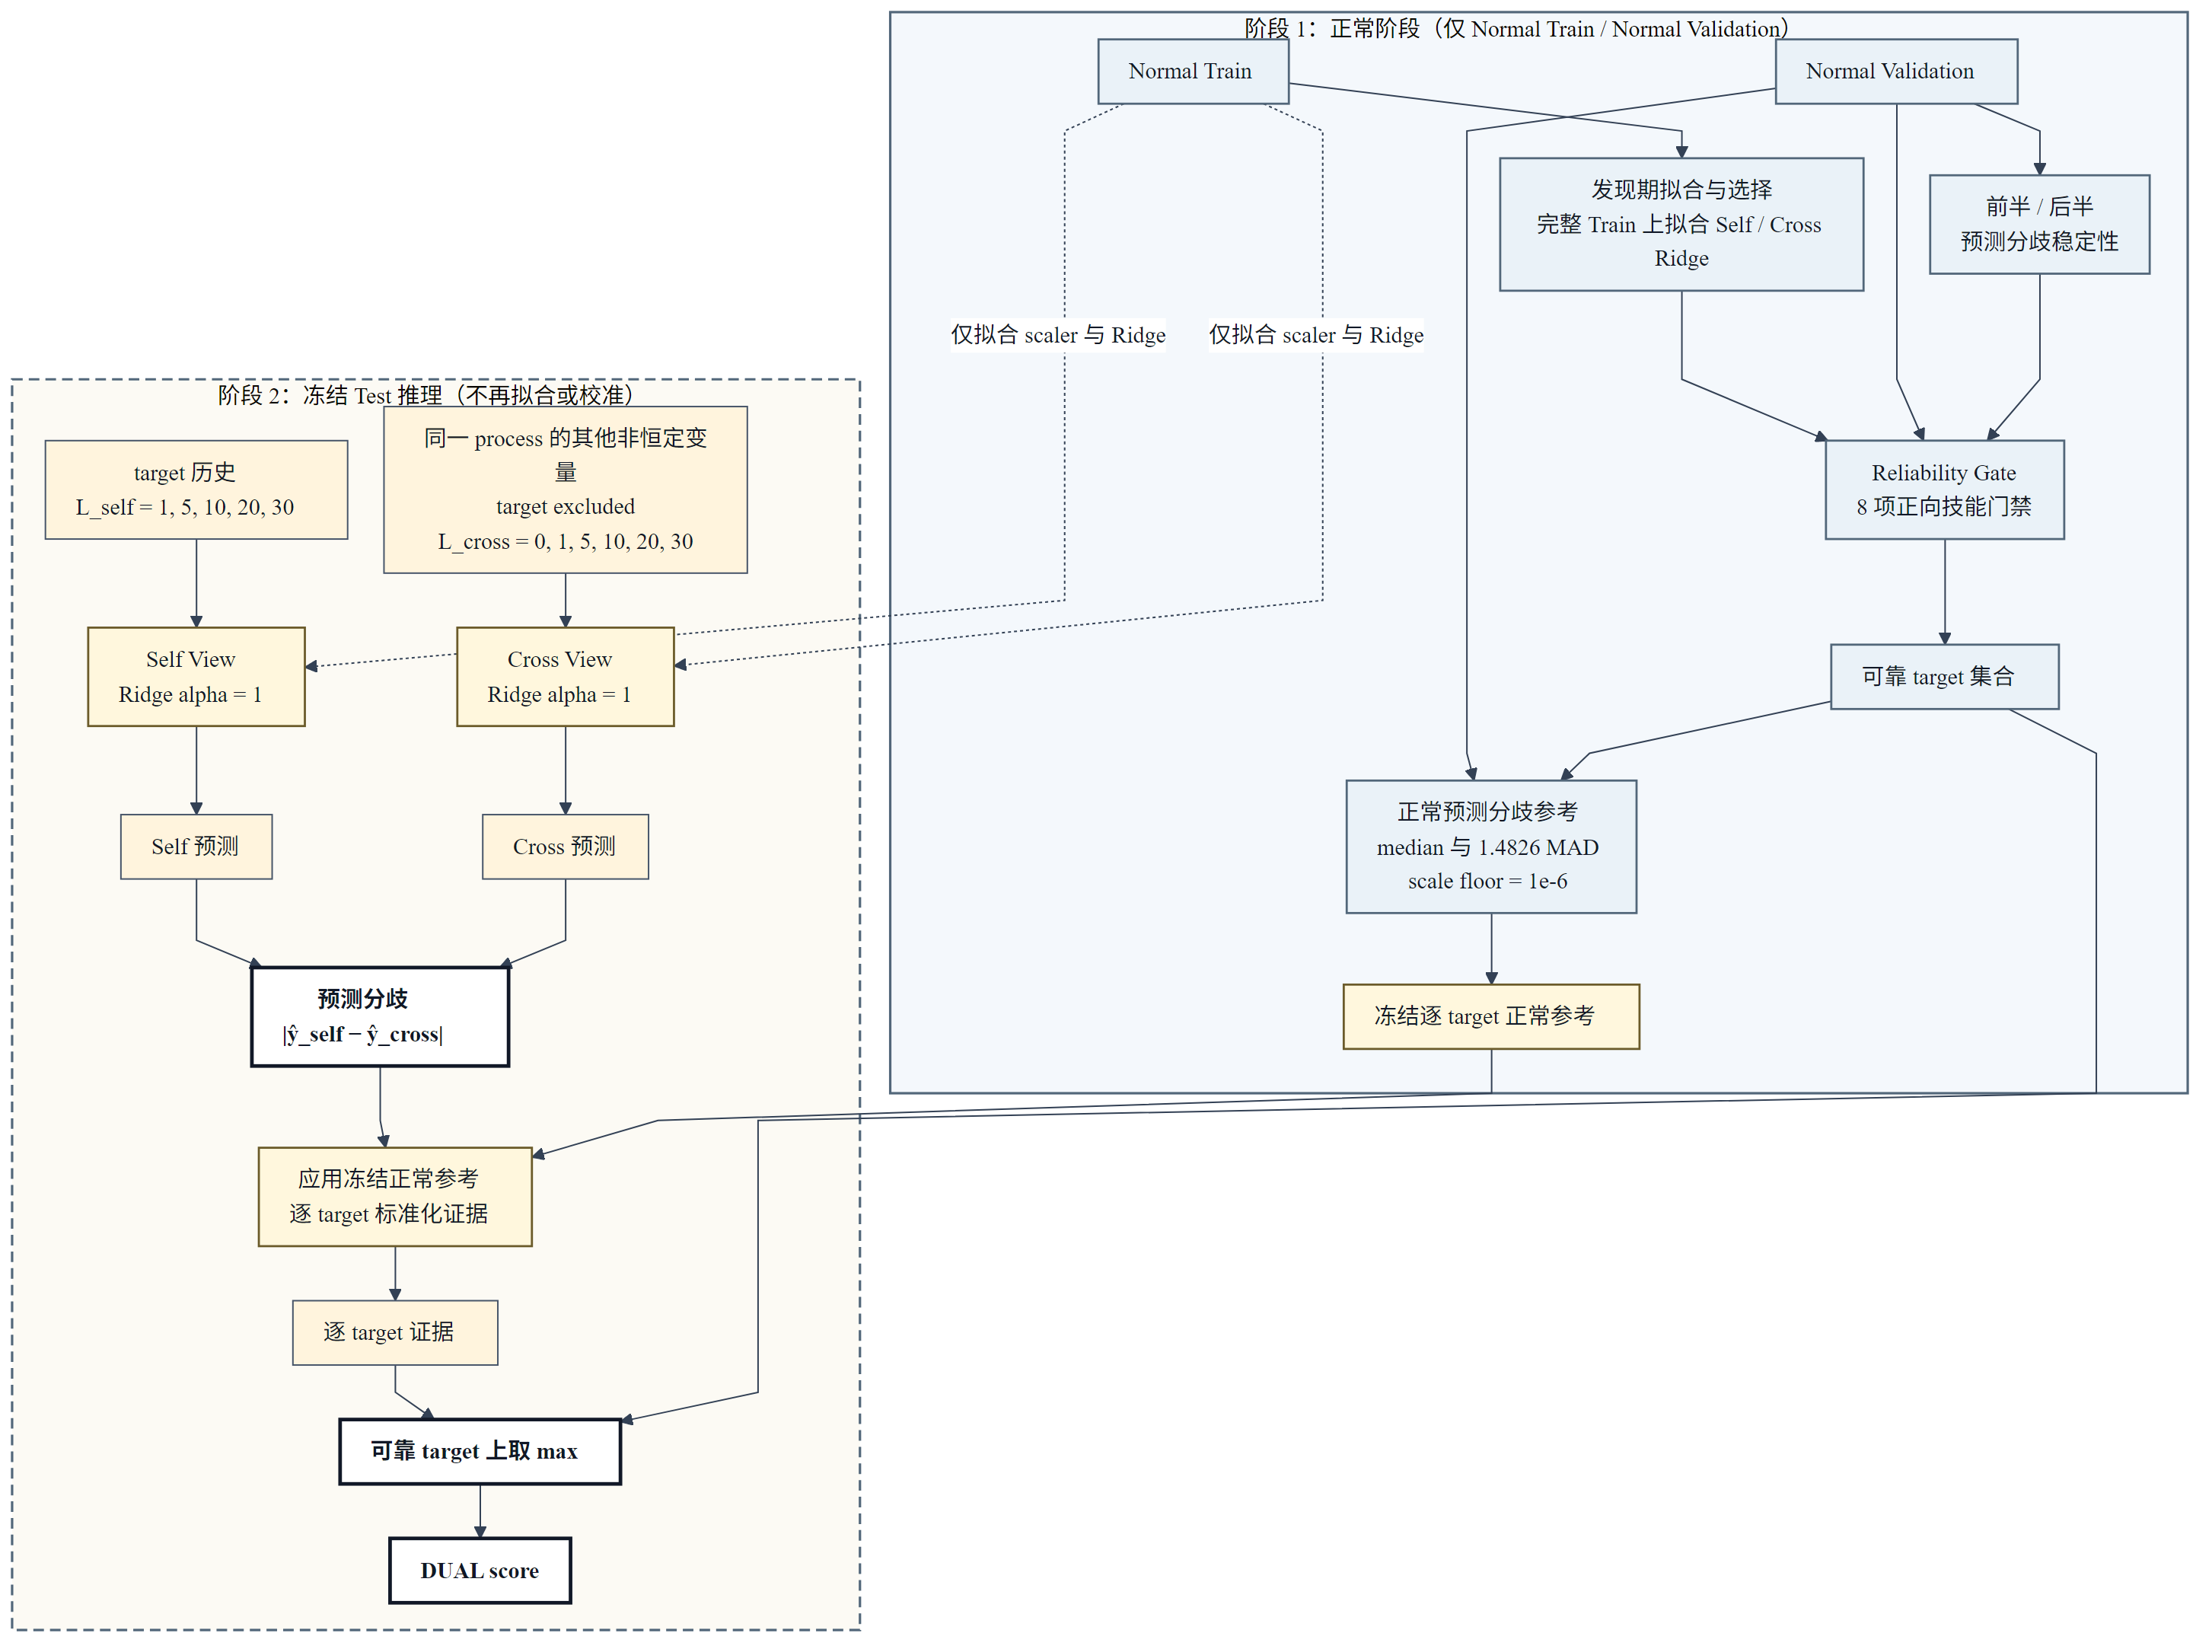 阶段 1：正常阶段（仅 Normal Train / Normal Validation）
Normal Train
Normal Validation
发现期拟合与选择
完整 Train 上拟合 Self / Cross
Ridge
前半 / 后半
预测分歧稳定性
仅拟合 scaler 与 Ridge
仅拟合 scaler 与 Ridge
Reliability Gate
8 项正向技能门禁
可靠 target 集合
正常预测分歧参考
median 与 1.4826 MAD
scale floor = 1e-6
冻结逐 target 正常参考
阶段 2：冻结 Test 推理（不再拟合或校准）
target 历史
L_self = 1, 5, 10, 20, 30
同一 process 的其他非恒定变
量
target excluded
L_cross = 0, 1, 5, 10, 20, 30
Self View
Ridge alpha = 1
Cross View
Ridge alpha = 1
Self 预测
Cross 预测
预测分歧
|ŷ_self − ŷ_cross|
应用冻结正常参考
逐 target 标准化证据
逐 target 证据
可靠 target 上取 max
DUAL score